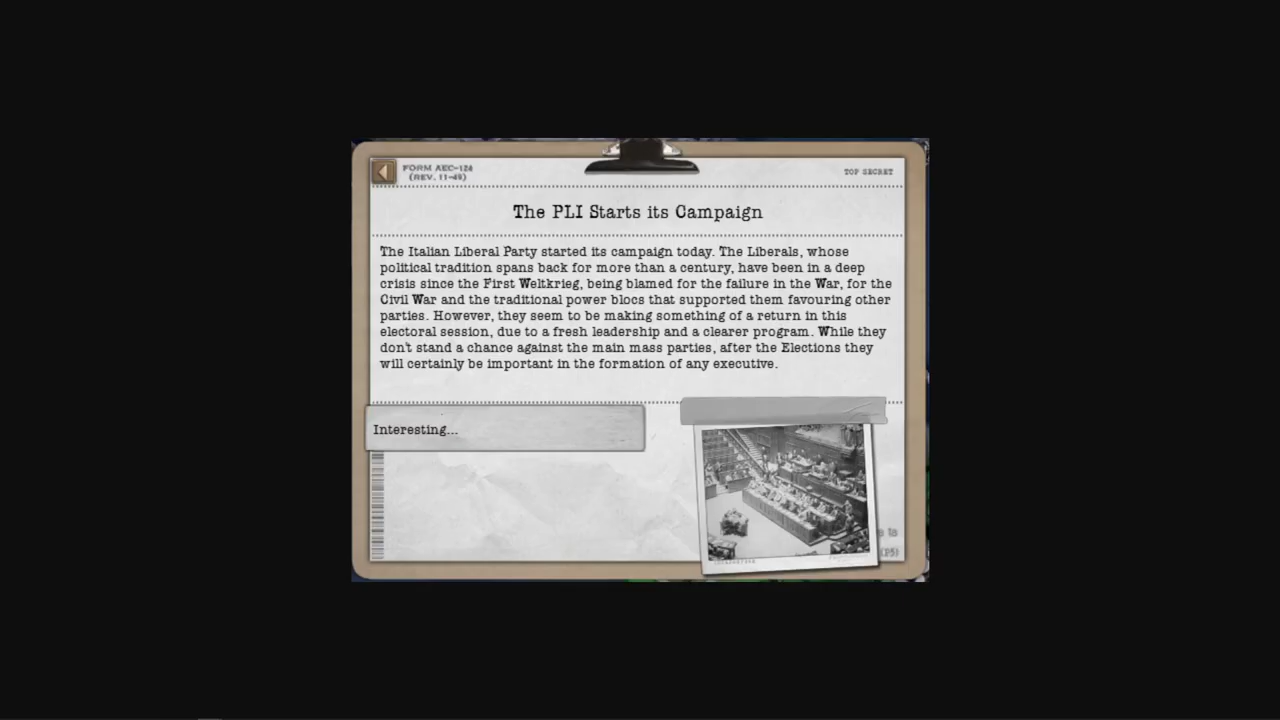 FORM AEC-128
(REV. 11-49)
TOP SECRET
The PLI Starts its Campaign
The Italian Liberal Party started its campaign today. The Liberals, whose
political tradition spans back for more than a century, have been in a deep
crisis since the First Weltkrieg, being blamed for the failure in the War, for the
Civil War and the traditional power blocs that supported them favouring other
parties. However, they seem to be making something of a return in this
electoral session, due to a fresh leadership and a clearer program. While they
don't stand a chance against the main mass parties, after the Elections they
will certainly be important in the formation of any executive.
Interesting...
(P5)